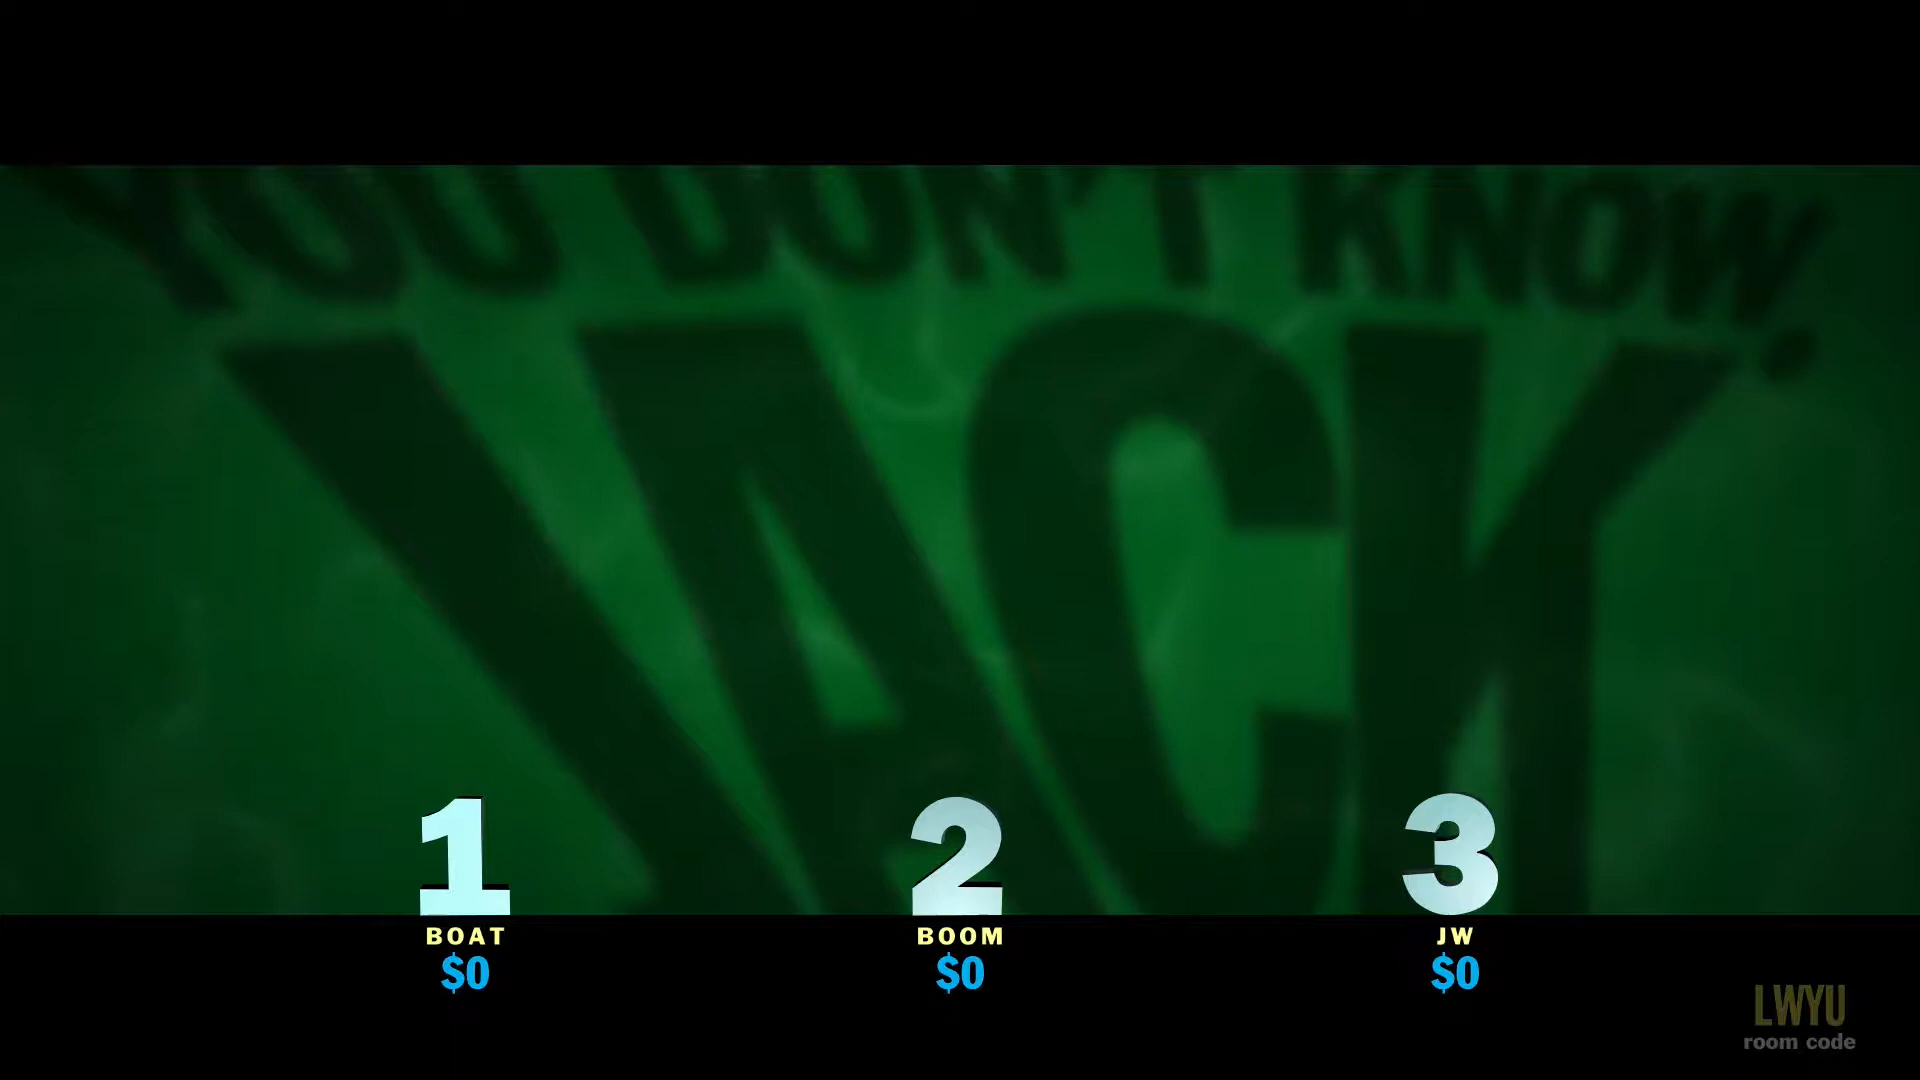 YOU DON'T KNOW
JACK
1 2 3
BOAT BOOM JW
$0 $0 $0
LWYU
room code